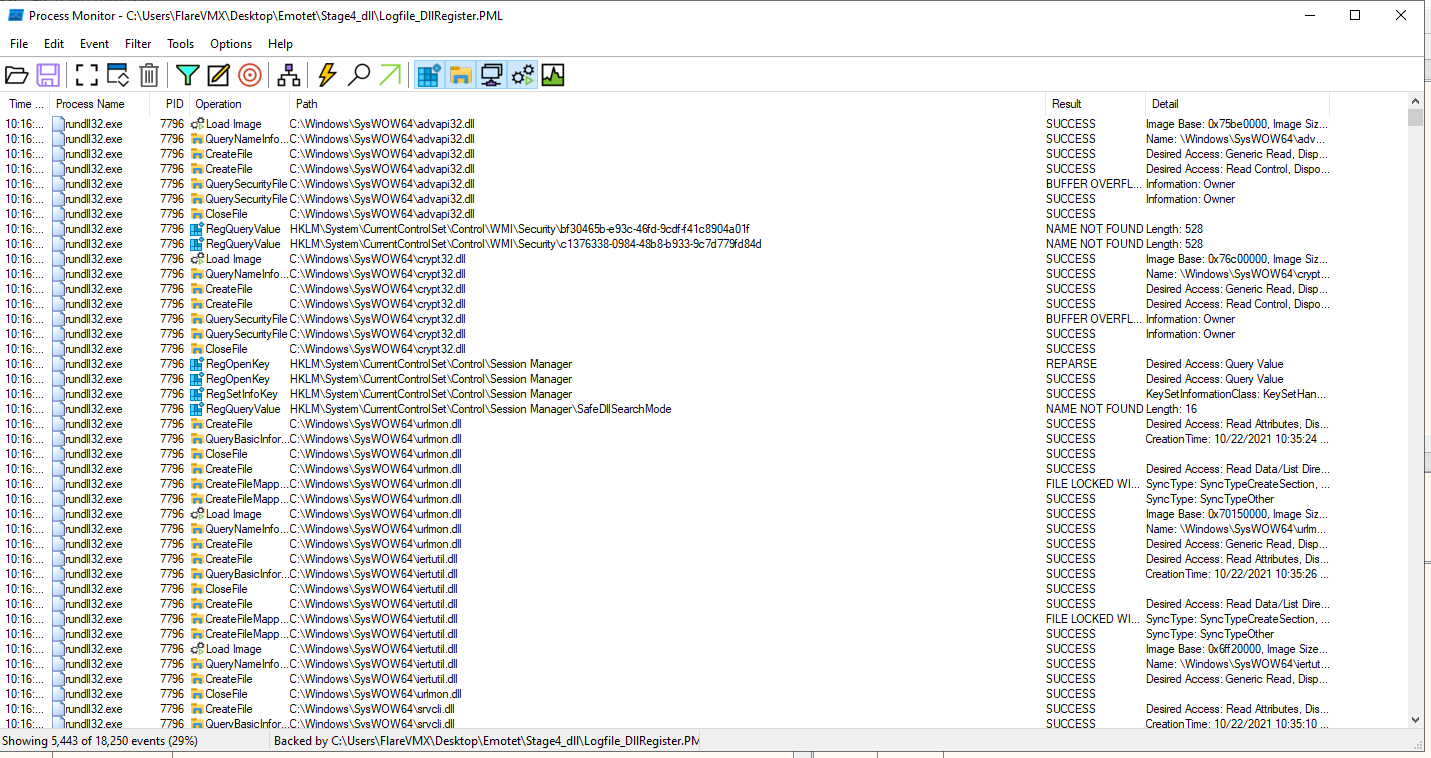 Process Monitor - C:\Users\FlareVMX\Desktop\Emotet\Stage4_dll\Logfile_DllRegister.PML
File Edit Event Filter Tools Options Help
Time ... Process Name PID Operation Path Result Detail
10:16:... rundll32.exe 7796 Load Image C:\Windows\SysWOW64\advapi32.dll SUCCESS Image Base: 0x75be0000, Image Siz...
10:16:... rundll32.exe 7796 QueryNameInfo... C:\Windows\SysWOW64\advapi32.dll SUCCESS Name: \Windows\SysWOW64\adv...
10:16:... rundll32.exe 7796 CreateFile C:\Windows\SysWOW64\advapi32.dll SUCCESS Desired Access: Generic Read, Disp...
10:16:... rundll32.exe 7796 CreateFile C:\Windows\SysWOW64\advapi32.dll SUCCESS Desired Access: Read Control, Dispo...
10:16:... rundll32.exe 7796 QuerySecurityFile C:\Windows\SysWOW64\advapi32.dll BUFFER OVERFL... Information: Owner
10:16:... rundll32.exe 7796 QuerySecurityFile C:\Windows\SysWOW64\advapi32.dll SUCCESS Information: Owner
10:16:... rundll32.exe 7796 CloseFile C:\Windows\SysWOW64\advapi32.dll SUCCESS
10:16:... rundll32.exe 7796 RegQueryValue HKLM\System\CurrentControlSet\Control\WMI\Security\bf30465b-e93c-46fd-9cdf-f41c8904a01f NAME NOT FOUND Length: 528
10:16:... rundll32.exe 7796 RegQueryValue HKLM\System\CurrentControlSet\Control\WMI\Security\c1376338-0984-48b8-b933-9c7d779fd84d NAME NOT FOUND Length: 528
10:16:... rundll32.exe 7796 Load Image C:\Windows\SysWOW64\crypt32.dll SUCCESS Image Base: 0x76c00000, Image Siz...
10:16:... rundll32.exe 7796 QueryNameInfo... C:\Windows\SysWOW64\crypt32.dll SUCCESS Name: \Windows\SysWOW64\crypt...
10:16:... rundll32.exe 7796 CreateFile C:\Windows\SysWOW64\crypt32.dll SUCCESS Desired Access: Generic Read, Disp...
10:16:... rundll32.exe 7796 CreateFile C:\Windows\SysWOW64\crypt32.dll SUCCESS Desired Access: Read Control, Dispo...
10:16:... rundll32.exe 7796 QuerySecurityFile C:\Windows\SysWOW64\crypt32.dll BUFFER OVERFL... Information: Owner
10:16:... rundll32.exe 7796 QuerySecurityFile C:\Windows\SysWOW64\crypt32.dll SUCCESS Information: Owner
10:16:... rundll32.exe 7796 CloseFile C:\Windows\SysWOW64\crypt32.dll SUCCESS
10:16:... rundll32.exe 7796 RegOpenKey HKLM\System\CurrentControlSet\Control\Session Manager REPARSE Desired Access: Query Value
10:16:... rundll32.exe 7796 RegOpenKey HKLM\System\CurrentControlSet\Control\Session Manager SUCCESS Desired Access: Query Value
10:16:... rundll32.exe 7796 RegSetInfoKey HKLM\System\CurrentControlSet\Control\Session Manager SUCCESS KeySetInformationClass: KeySetHan...
10:16:... rundll32.exe 7796 RegQueryValue HKLM\System\CurrentControlSet\Control\Session Manager\SafeDllSearchMode NAME NOT FOUND Length: 16
10:16:... rundll32.exe 7796 CreateFile C:\Windows\SysWOW64\urlmon.dll SUCCESS Desired Access: Read Attributes, Dis...
10:16:... rundll32.exe 7796 QueryBasicInfor... C:\Windows\SysWOW64\urlmon.dll SUCCESS CreationTime: 10/22/2021 10:35:24 ...
10:16:... rundll32.exe 7796 CloseFile C:\Windows\SysWOW64\urlmon.dll SUCCESS
10:16:... rundll32.exe 7796 CreateFile C:\Windows\SysWOW64\urlmon.dll SUCCESS Desired Access: Read Data/List Dire...
10:16:... rundll32.exe 7796 CreateFileMapp... C:\Windows\SysWOW64\urlmon.dll FILE LOCKED WI... SyncType: SyncTypeCreateSection, ...
10:16:... rundll32.exe 7796 CreateFileMapp... C:\Windows\SysWOW64\urlmon.dll SUCCESS SyncType: SyncTypeOther
10:16:... rundll32.exe 7796 Load Image C:\Windows\SysWOW64\urlmon.dll SUCCESS Image Base: 0x70150000, Image Siz...
10:16:... rundll32.exe 7796 QueryNameInfo... C:\Windows\SysWOW64\urlmon.dll SUCCESS Name: \Windows\SysWOW64\urlm...
10:16:... rundll32.exe 7796 CreateFile C:\Windows\SysWOW64\urlmon.dll SUCCESS Desired Access: Generic Read, Disp...
10:16:... rundll32.exe 7796 CreateFile C:\Windows\SysWOW64\iertutil.dll SUCCESS Desired Access: Read Attributes, Dis...
10:16:... rundll32.exe 7796 QueryBasicInfor... C:\Windows\SysWOW64\iertutil.dll SUCCESS CreationTime: 10/22/2021 10:35:26 ...
10:16:... rundll32.exe 7796 CloseFile C:\Windows\SysWOW64\iertutil.dll SUCCESS
10:16:... rundll32.exe 7796 CreateFile C:\Windows\SysWOW64\iertutil.dll SUCCESS Desired Access: Read Data/List Dire...
10:16:... rundll32.exe 7796 CreateFileMapp... C:\Windows\SysWOW64\iertutil.dll FILE LOCKED WI... SyncType: SyncTypeCreateSection, ...
10:16:... rundll32.exe 7796 CreateFileMapp... C:\Windows\SysWOW64\iertutil.dll SUCCESS SyncType: SyncTypeOther
10:16:... rundll32.exe 7796 Load Image C:\Windows\SysWOW64\iertutil.dll SUCCESS Image Base: 0x6ff20000, Image Size...
10:16:... rundll32.exe 7796 QueryNameInfo... C:\Windows\SysWOW64\iertutil.dll SUCCESS Name: \Windows\SysWOW64\iertut...
10:16:... rundll32.exe 7796 CreateFile C:\Windows\SysWOW64\iertutil.dll SUCCESS Desired Access: Generic Read, Disp...
10:16:... rundll32.exe 7796 CloseFile C:\Windows\SysWOW64\urlmon.dll SUCCESS
10:16:... rundll32.exe 7796 CreateFile C:\Windows\SysWOW64\srvcli.dll SUCCESS Desired Access: Read Attributes, Dis...
10:16:... rundll32.exe 7796 QueryBasicInfor... C:\Windows\SysWOW64\srvcli.dll SUCCESS CreationTime: 10/22/2021 10:35:10 ...
Showing 5,443 of 18,250 events (29%) Backed by C:\Users\FlareVMX\Desktop\Emotet\Stage4_dll\Logfile_DllRegister.PM